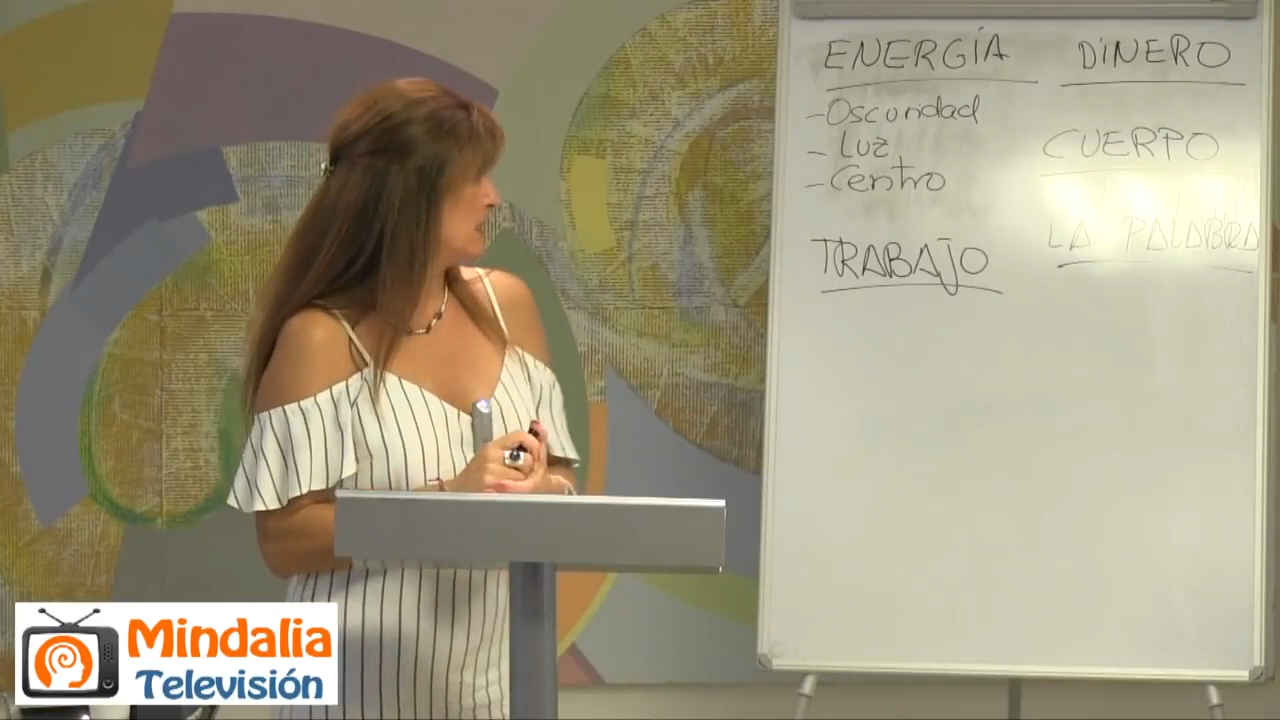 ENERGÍA
- Oscuridad
- Luz
- Centro
TRABAJO
DINERO
CUERPO
LA PALABRA
Mindalia
Televisión